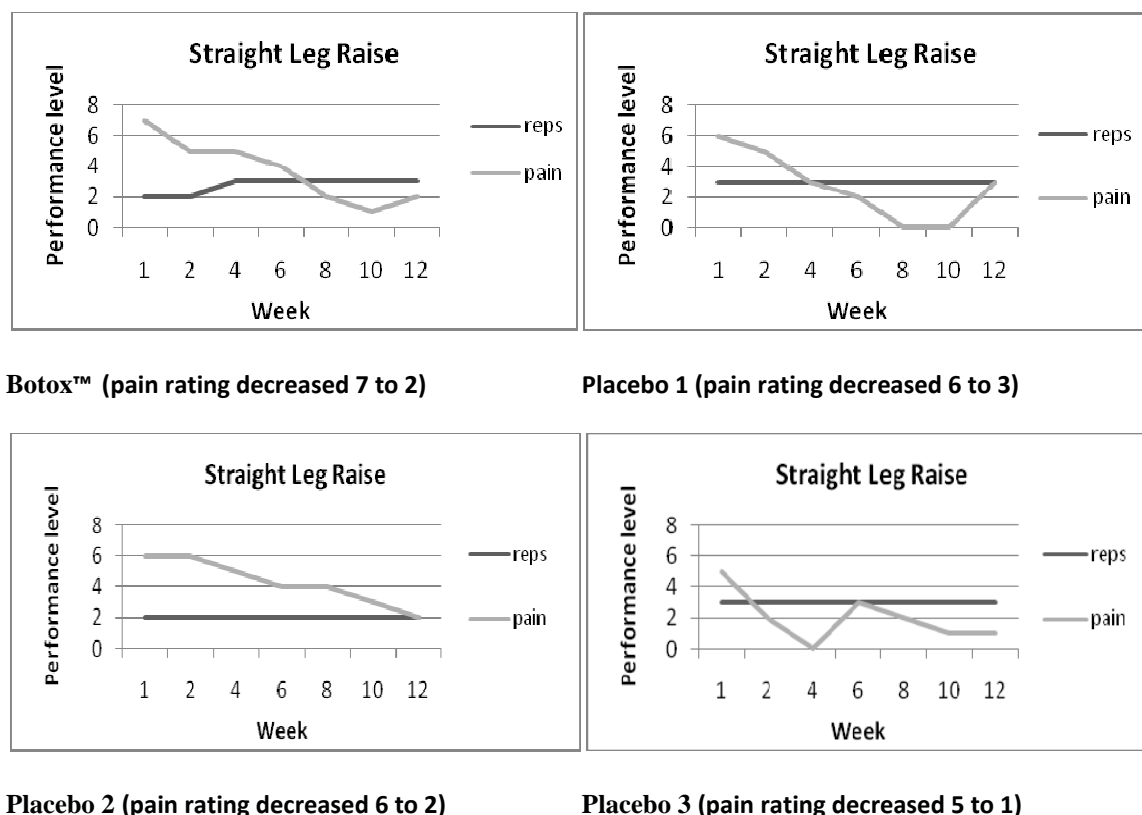 Straight Leg Raise
Performance level
8
6
4
2
0
1 2 4 6 8 10 12
Week
reps
pain
Straight Leg Raise
Performance level
8
6
4
2
0
1 2 4 6 8 10 12
Week
reps
pain
Botox™ (pain rating decreased 7 to 2)
Placebo 1 (pain rating decreased 6 to 3)
Straight Leg Raise
Performance level
8
6
4
2
0
1 2 4 6 8 10 12
Week
reps
pain
Straight Leg Raise
Performance level
8
6
4
2
0
1 2 4 6 8 10 12
Week
reps
pain
Placebo 2 (pain rating decreased 6 to 2)
Placebo 3 (pain rating decreased 5 to 1)